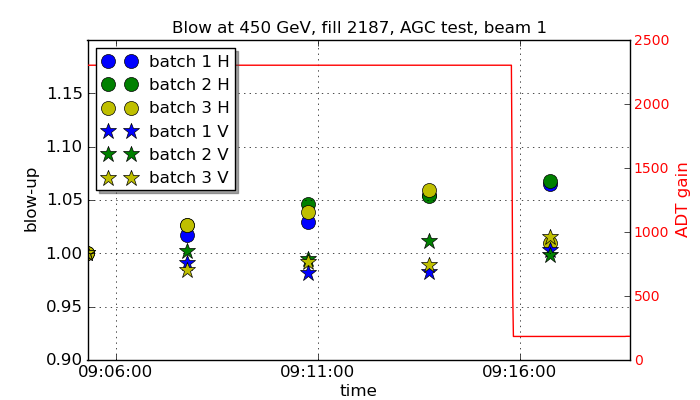 Blow at 450 GeV, fill 2187, AGC test, beam 1
batch 1 H
batch 2 H
batch 3 H
batch 1 V
batch 2 V
batch 3 V
blow-up
1.15
1.10
1.05
1.00
0.95
0.90
2500
2000
1500
1000
500
0
ADT gain
09:06:00
09:11:00
09:16:00
time